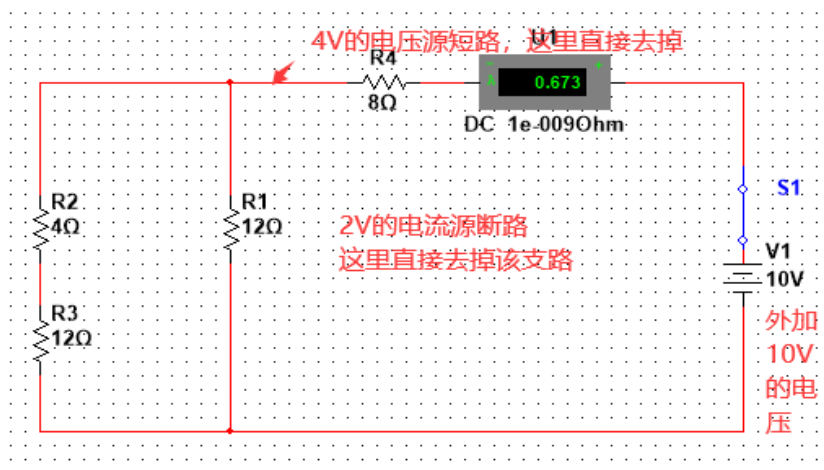 4V的电压源短路，这里直接去掉
U1
R4
8Ω
- +
A 0.673
DC 1e-009Ohm
S1
R2
4Ω
R1
12Ω
2V的电流源断路
这里直接去掉该支路
V1
10V
R3
12Ω
外加
10V
的电
压